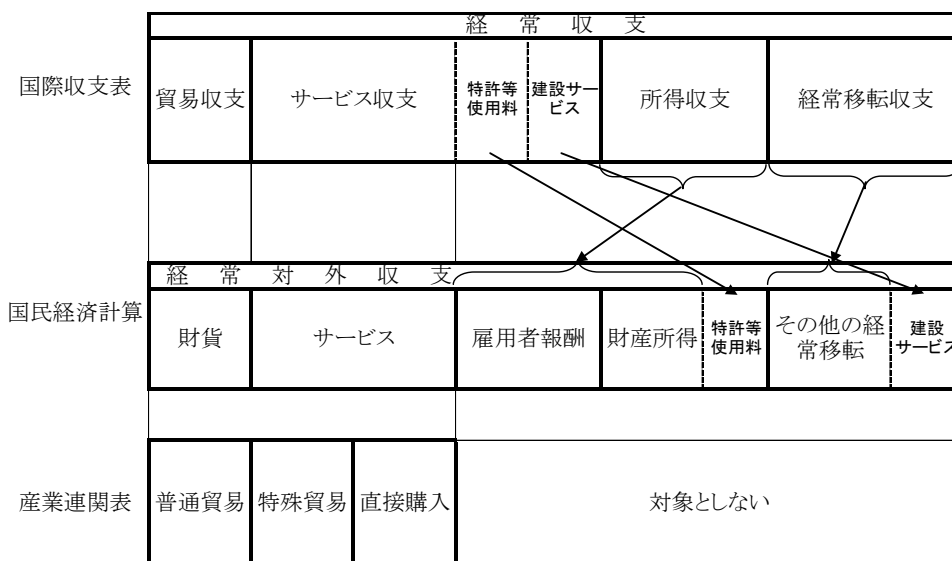 経常収支
国際収支表
貿易収支
サービス収支
特許等
使用料
建設サー
ビス
所得収支
経常移転収支
経常対外収支
国民経済計算
財貨
サービス
雇用者報酬
財産所得
特許等
使用料
その他の経
常移転
建設
サービス
産業連関表
普通貿易
特殊貿易
直接購入
対象としない